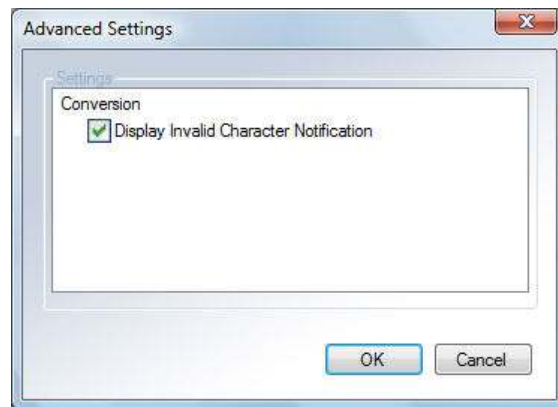 Advanced Settings
Settings
Conversion
Display Invalid Character Notification
OK
Cancel